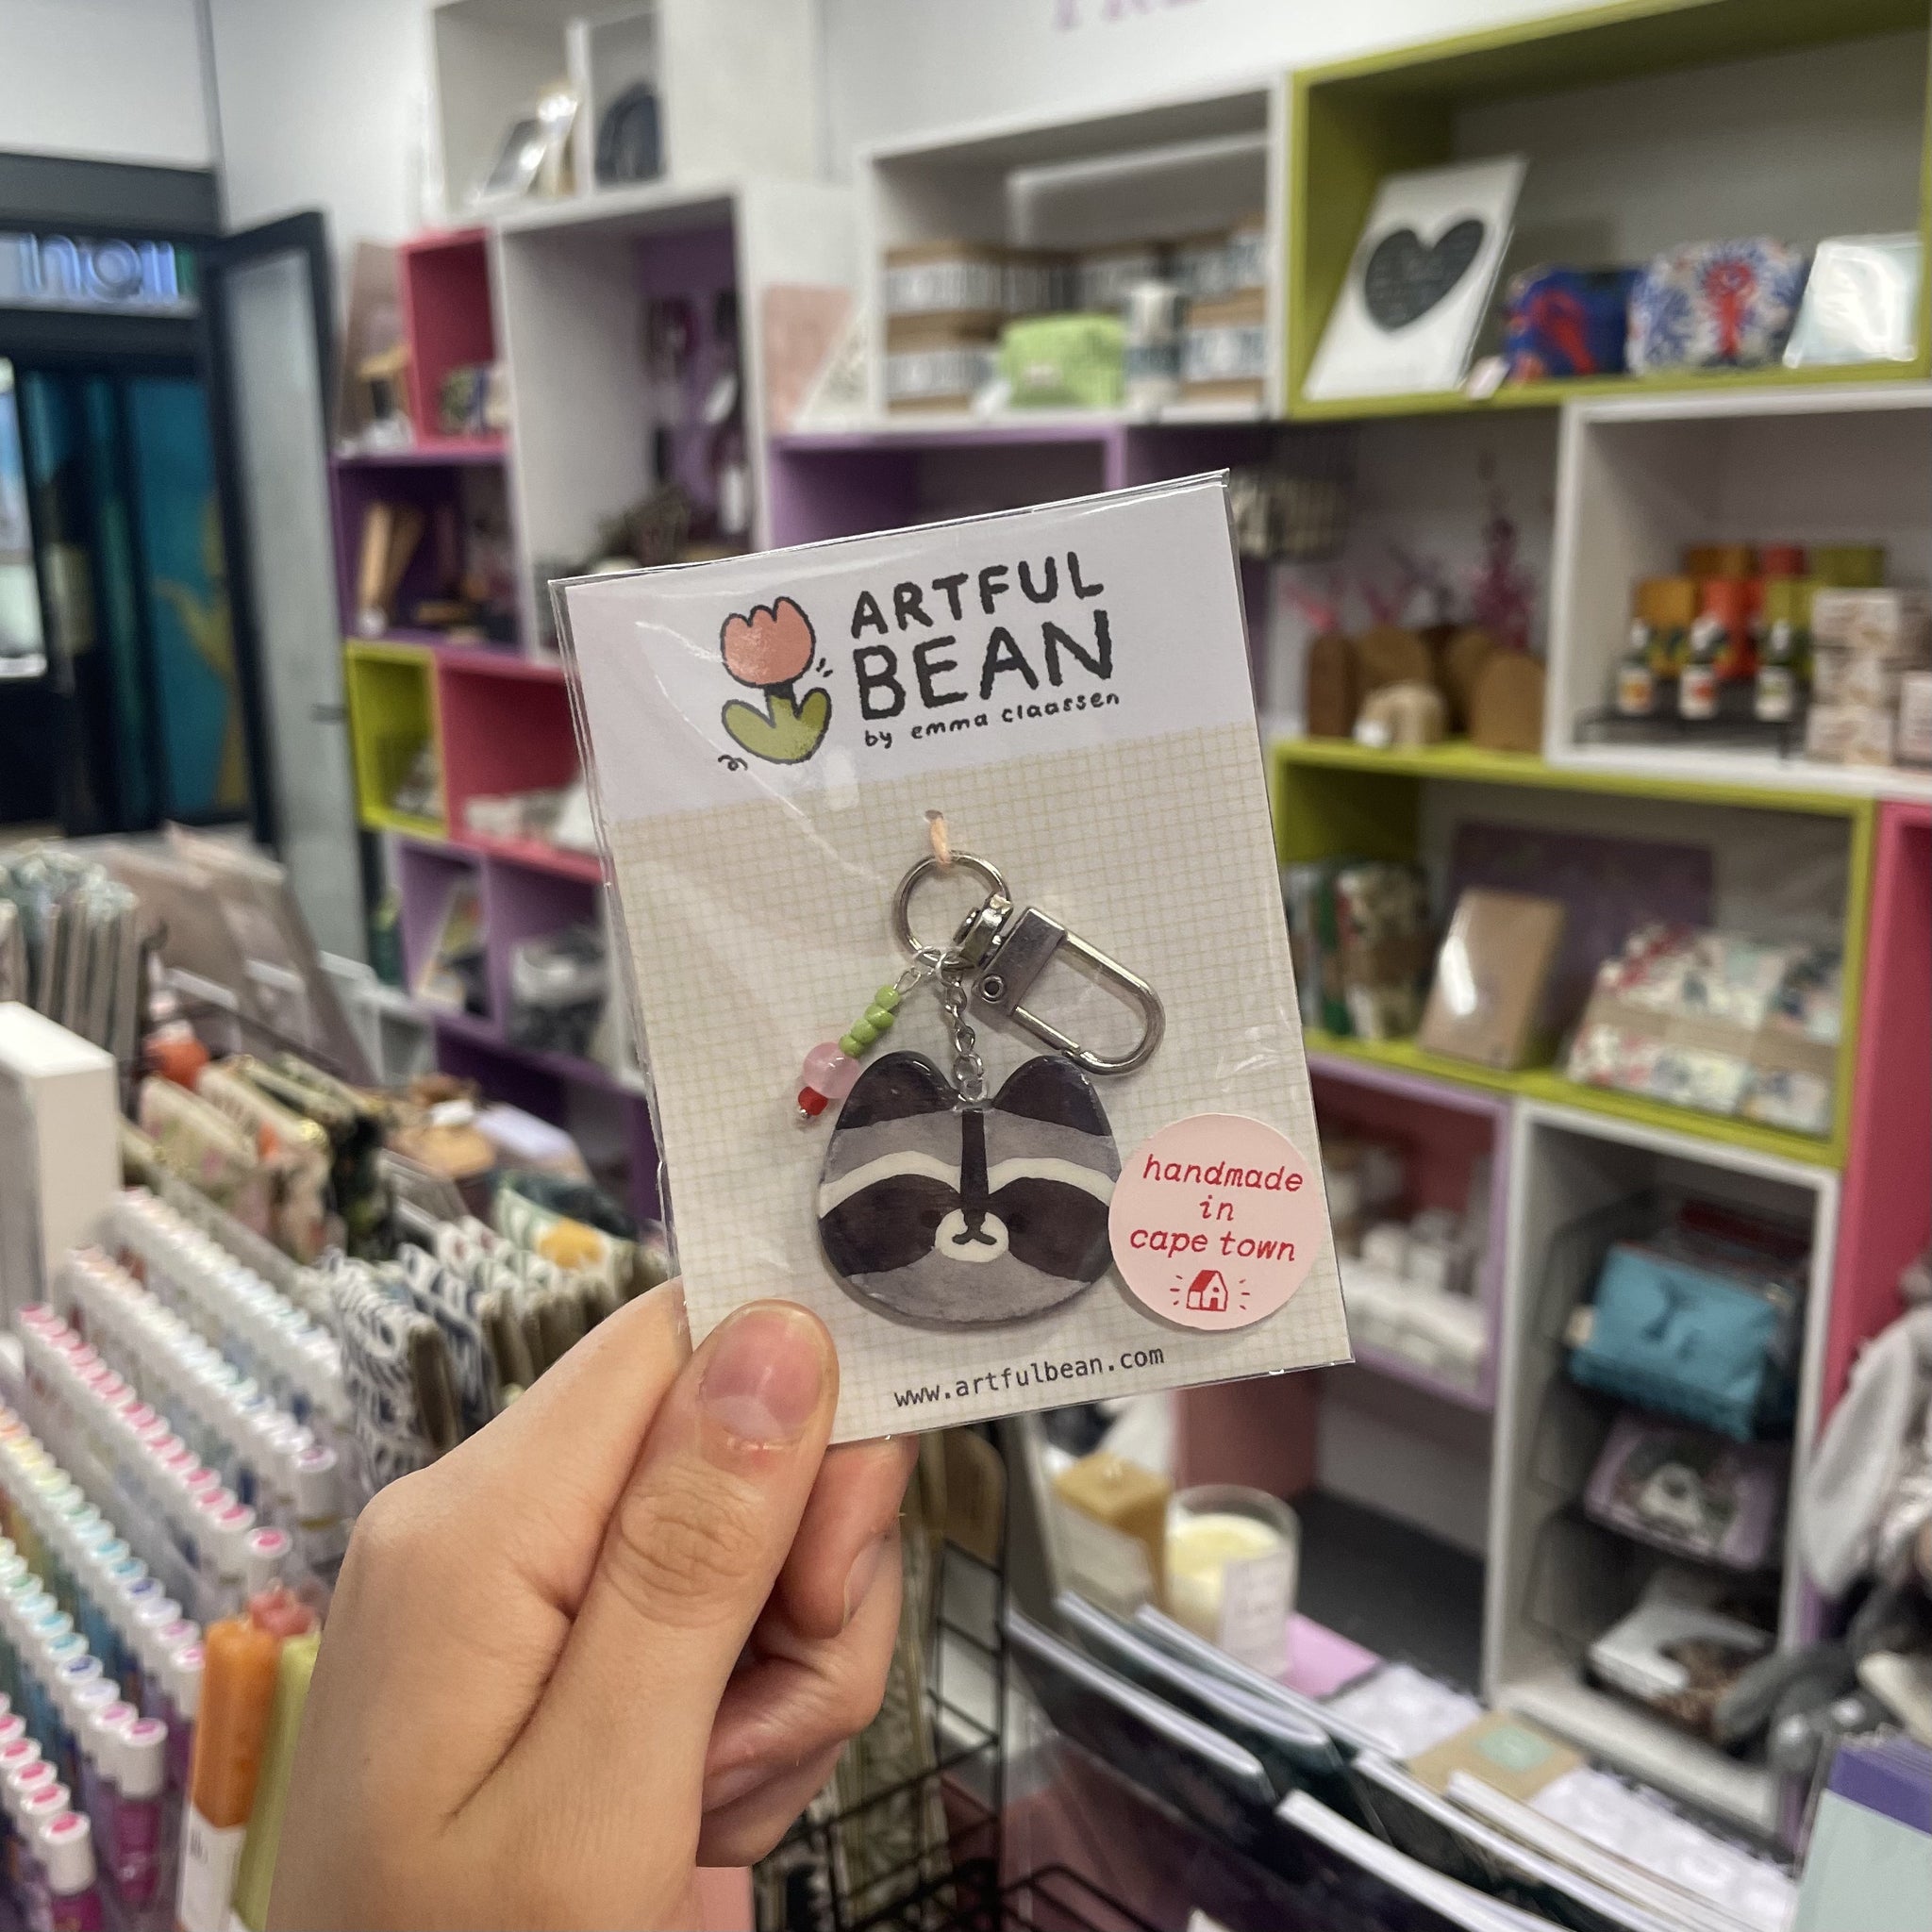 ARTFUL
BEAN
by emma claassen
handmade
in
cape town
www.artfulbean.com